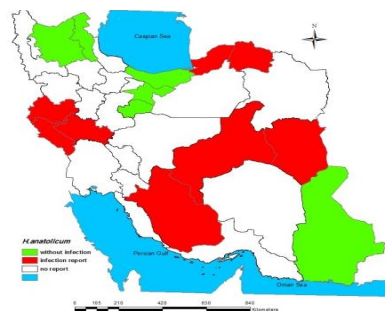 Caspian Sea
N
H.anatolicum
without infection
infection report
no report
Persian Gulf
Oman Sea
0 105 210 420 630 840
Kilometers